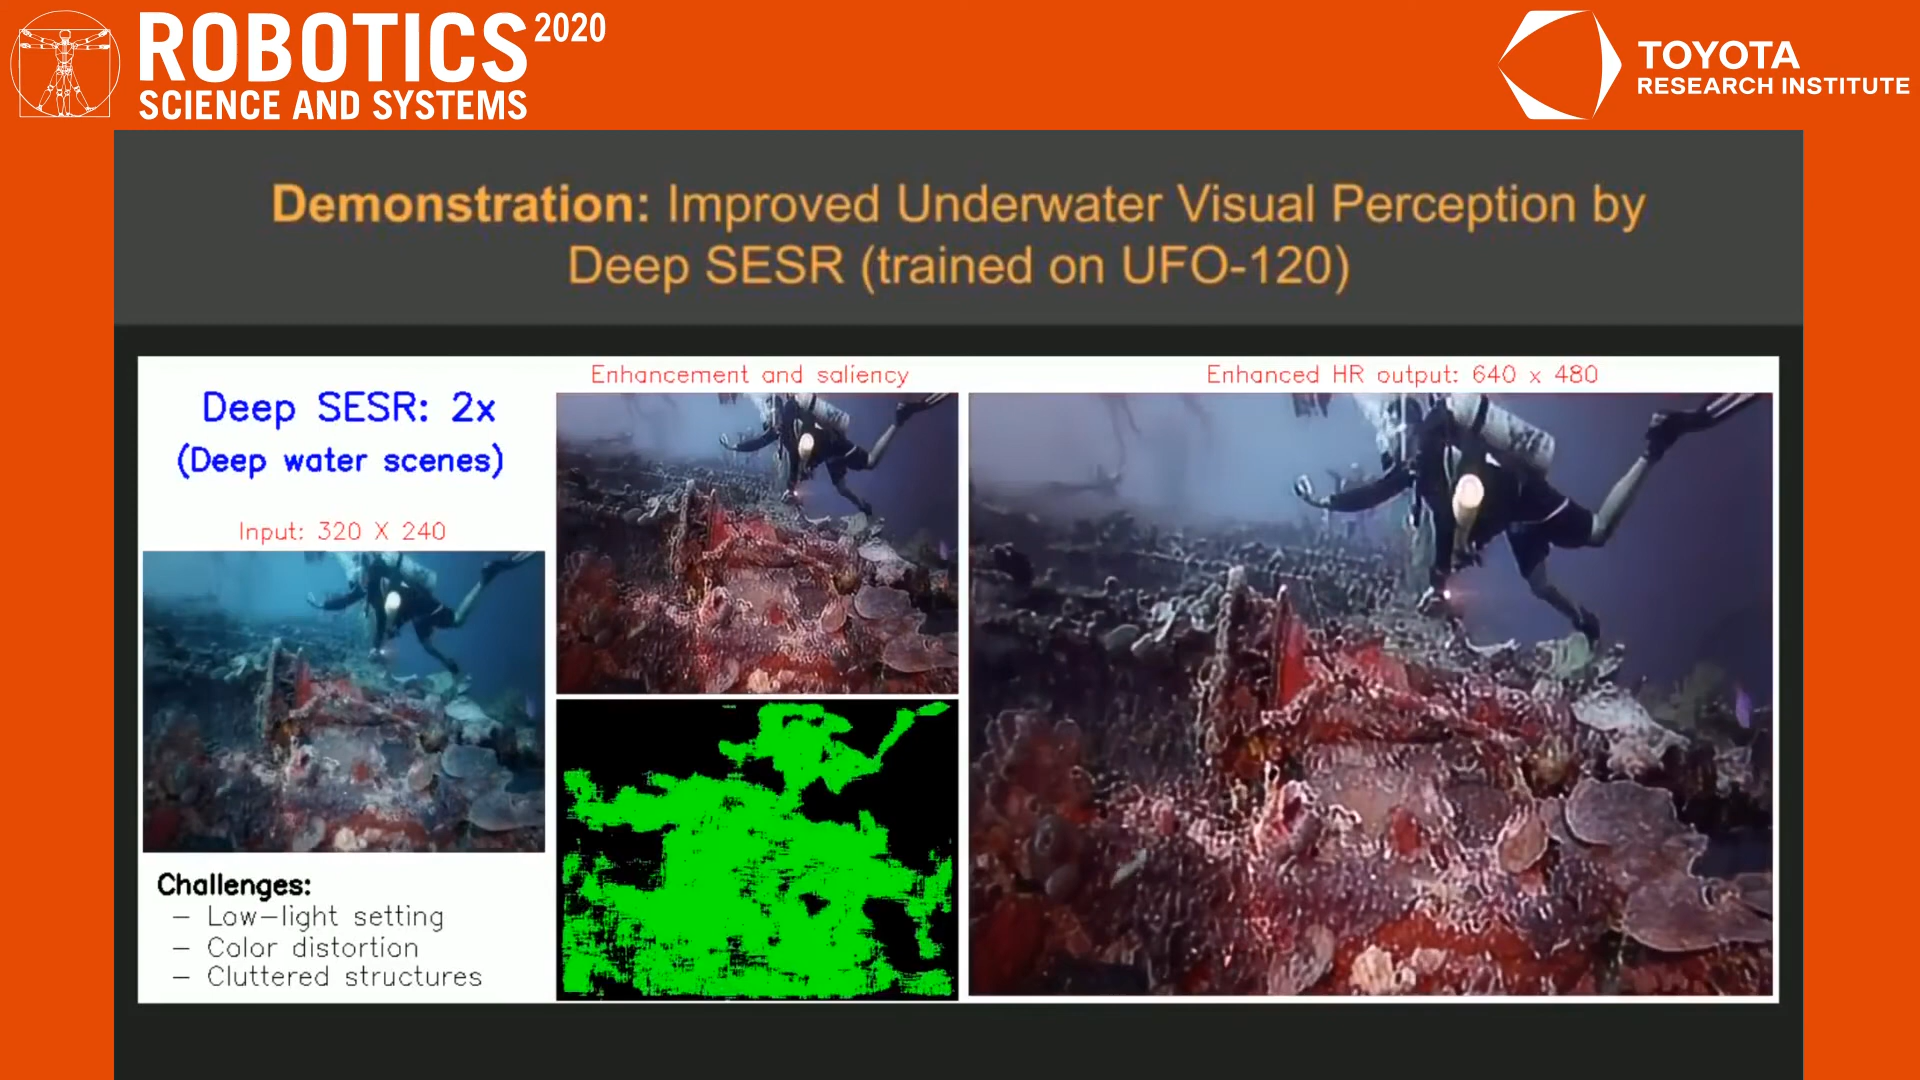 ROBOTICS 2020
SCIENCE AND SYSTEMS
TOYOTA
RESEARCH INSTITUTE
Demonstration: Improved Underwater Visual Perception by
Deep SESR (trained on UFO-120)
Deep SESR: 2x
(Deep water scenes)
Input: 320 X 240
Challenges:
– Low-light setting
– Color distortion
– Cluttered structures
Enhancement and saliency
Enhanced HR output: 640 x 480